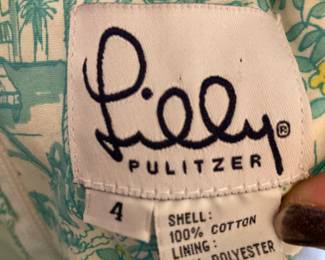 Lilly®
PULITZER
4
SHELL:
100% COTTON
LINING:
POLYESTER